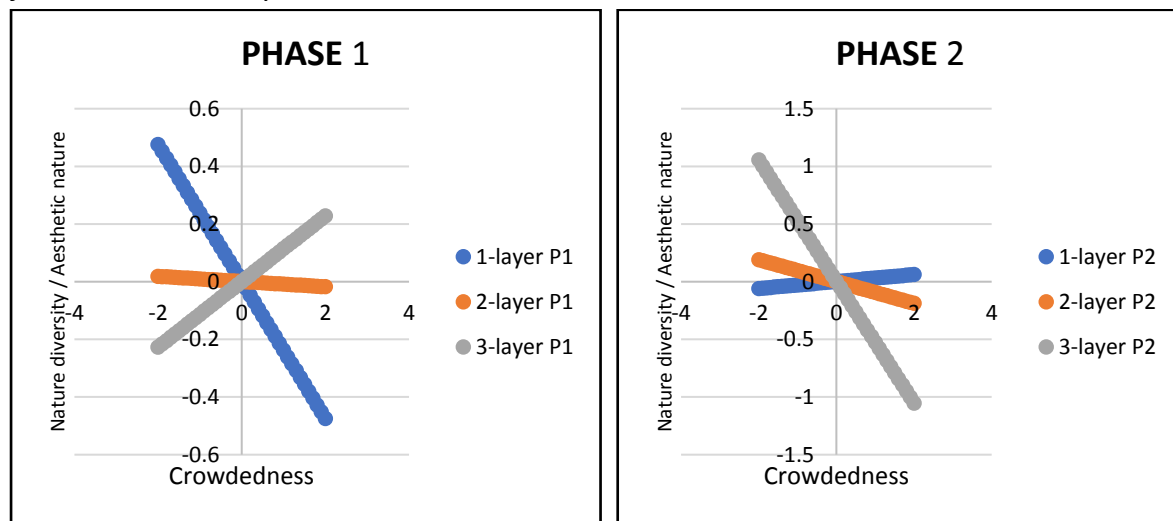 PHASE 1
Nature diversity / Aesthetic nature
0.6
0.4
0.2
0
-0.2
-0.4
-0.6
-4
-2
0
2
4
Crowdedness
1-layer P1
2-layer P1
3-layer P1
PHASE 2
Nature diversity / Aesthetic nature
1.5
1
0.5
0
-0.5
-1
-1.5
-4
-2
0
2
4
Crowdedness
1-layer P2
2-layer P2
3-layer P2